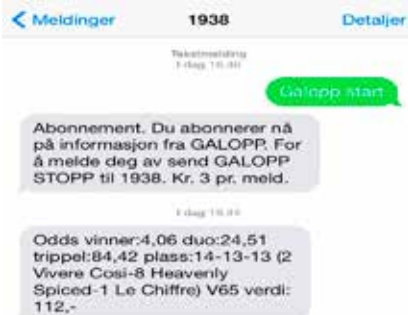 Meldinger 1938 Detaljer
Tekstmelding
I dag
Galopp start
Abonnement. Du abonnerer nå
på informasjon fra GALOPP. For
å melde deg av send GALOPP
STOPP til 1938. Kr. 3 pr. meld.
I dag
Odds vinner:4,06 duo:24,51
trippel:84,42 plass:14-13-13 (2
Vivere Cosi-8 Heavenly
Spiced-1 Le Chiffre) V65 verdi:
112,-